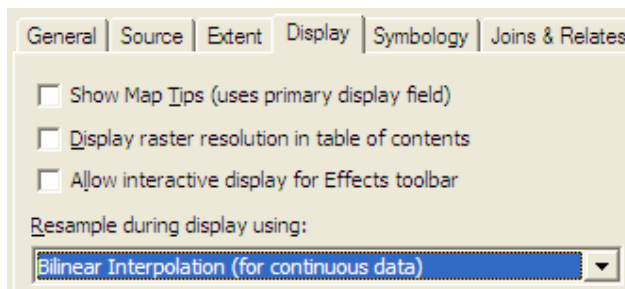 General Source Extent Display Symbology Joins & Relates
Show Map Tips (uses primary display field)
Display raster resolution in table of contents
Allow interactive display for Effects toolbar
Resample during display using:
Bilinear Interpolation (for continuous data)